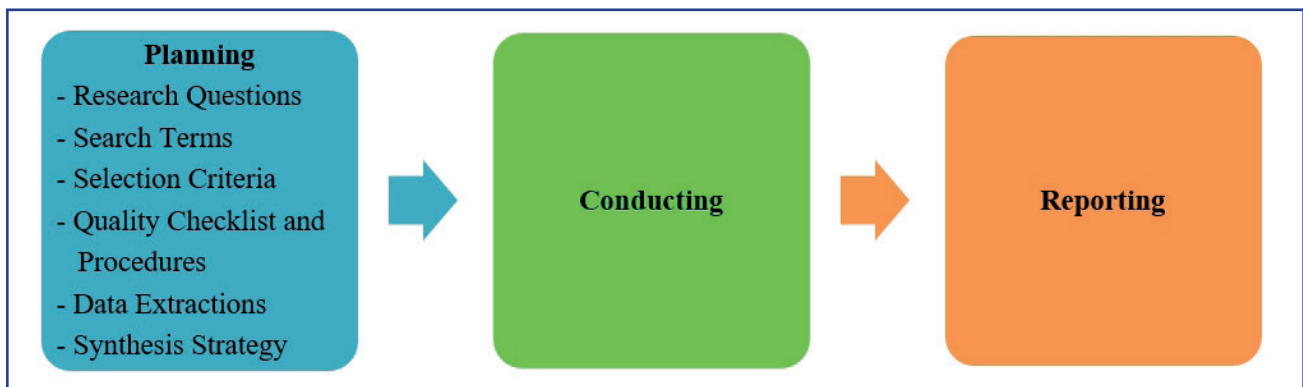 Planning
- Research Questions
- Search Terms
- Selection Criteria
- Quality Checklist and
Procedures
- Data Extractions
- Synthesis Strategy
Conducting
Reporting